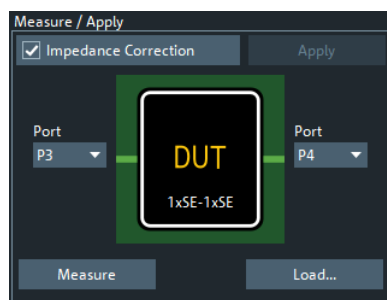 Measure / Apply
Impedance Correction Apply
Port Port
P3 DUT P4
1xSE-1xSE
Measure Load...